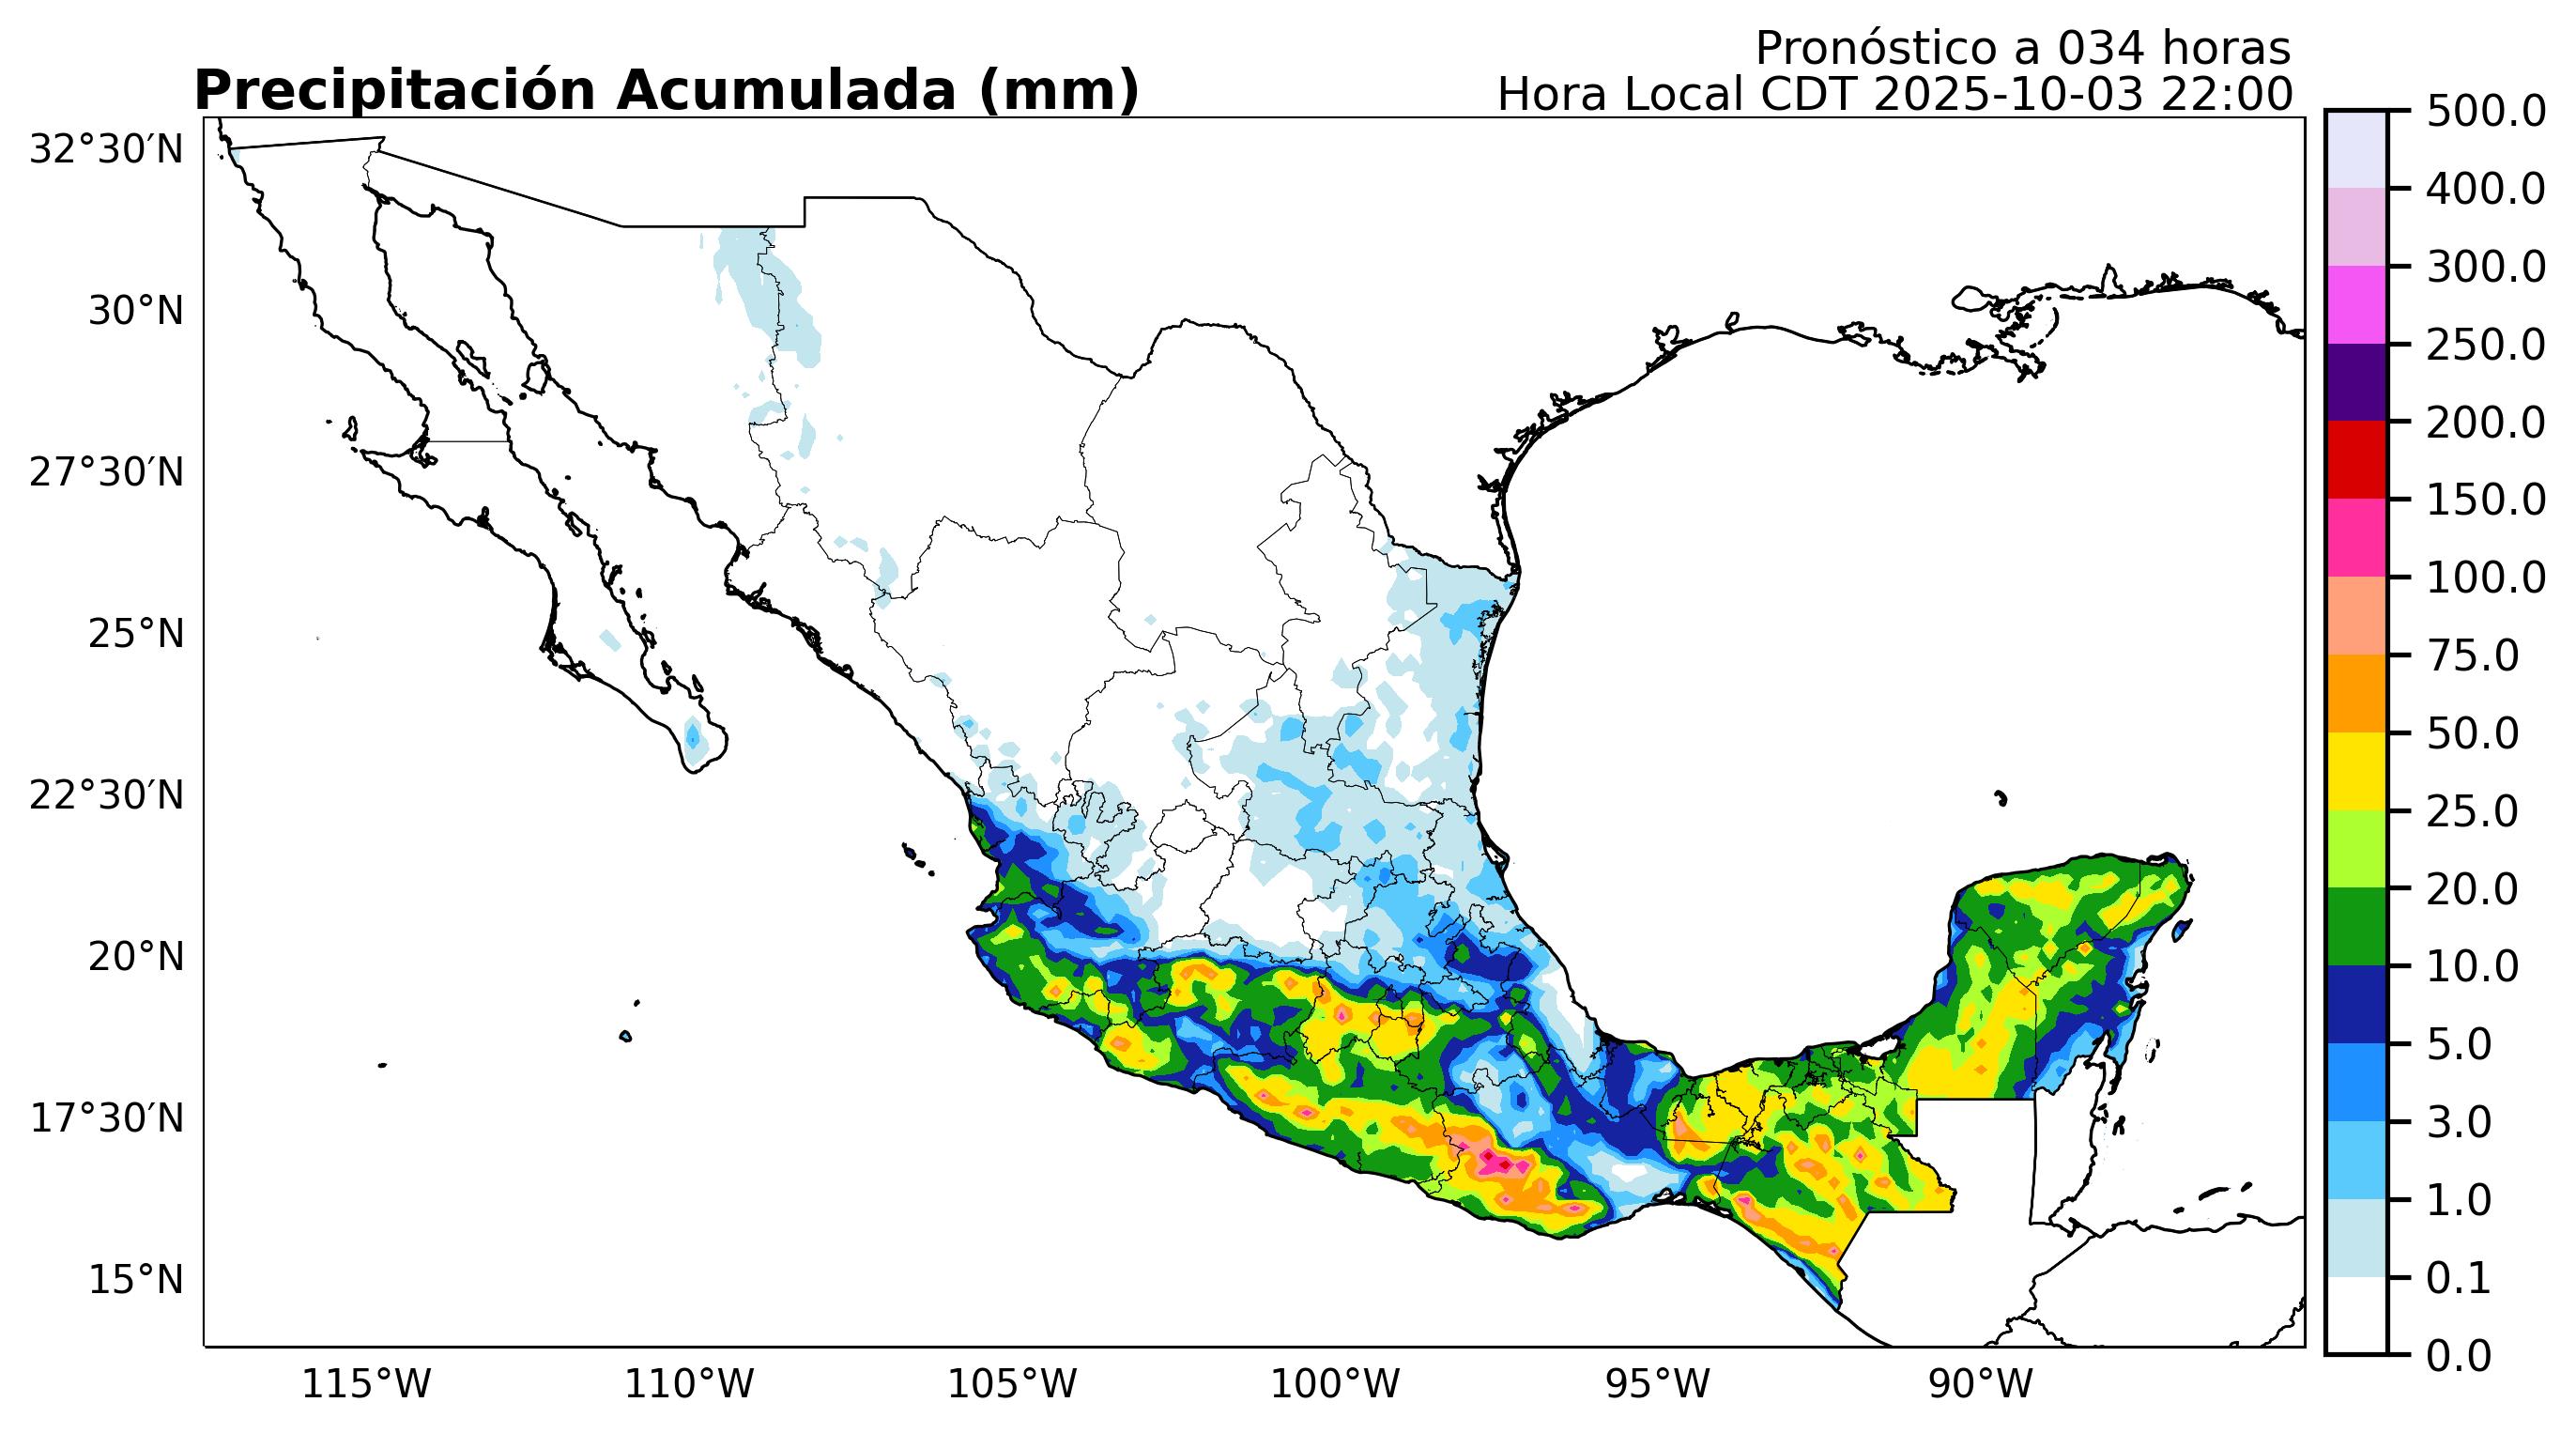 Pronóstico a 034 horas
Precipitación Acumulada (mm)
Hora Local CDT 2025-10-03 22:00
32°30′N
30°N
27°30′N
25°N
22°30′N
20°N
17°30′N
15°N
115°W
110°W
105°W
100°W
95°W
90°W
500.0
400.0
300.0
250.0
200.0
150.0
100.0
75.0
50.0
25.0
20.0
10.0
5.0
3.0
1.0
0.1
0.0